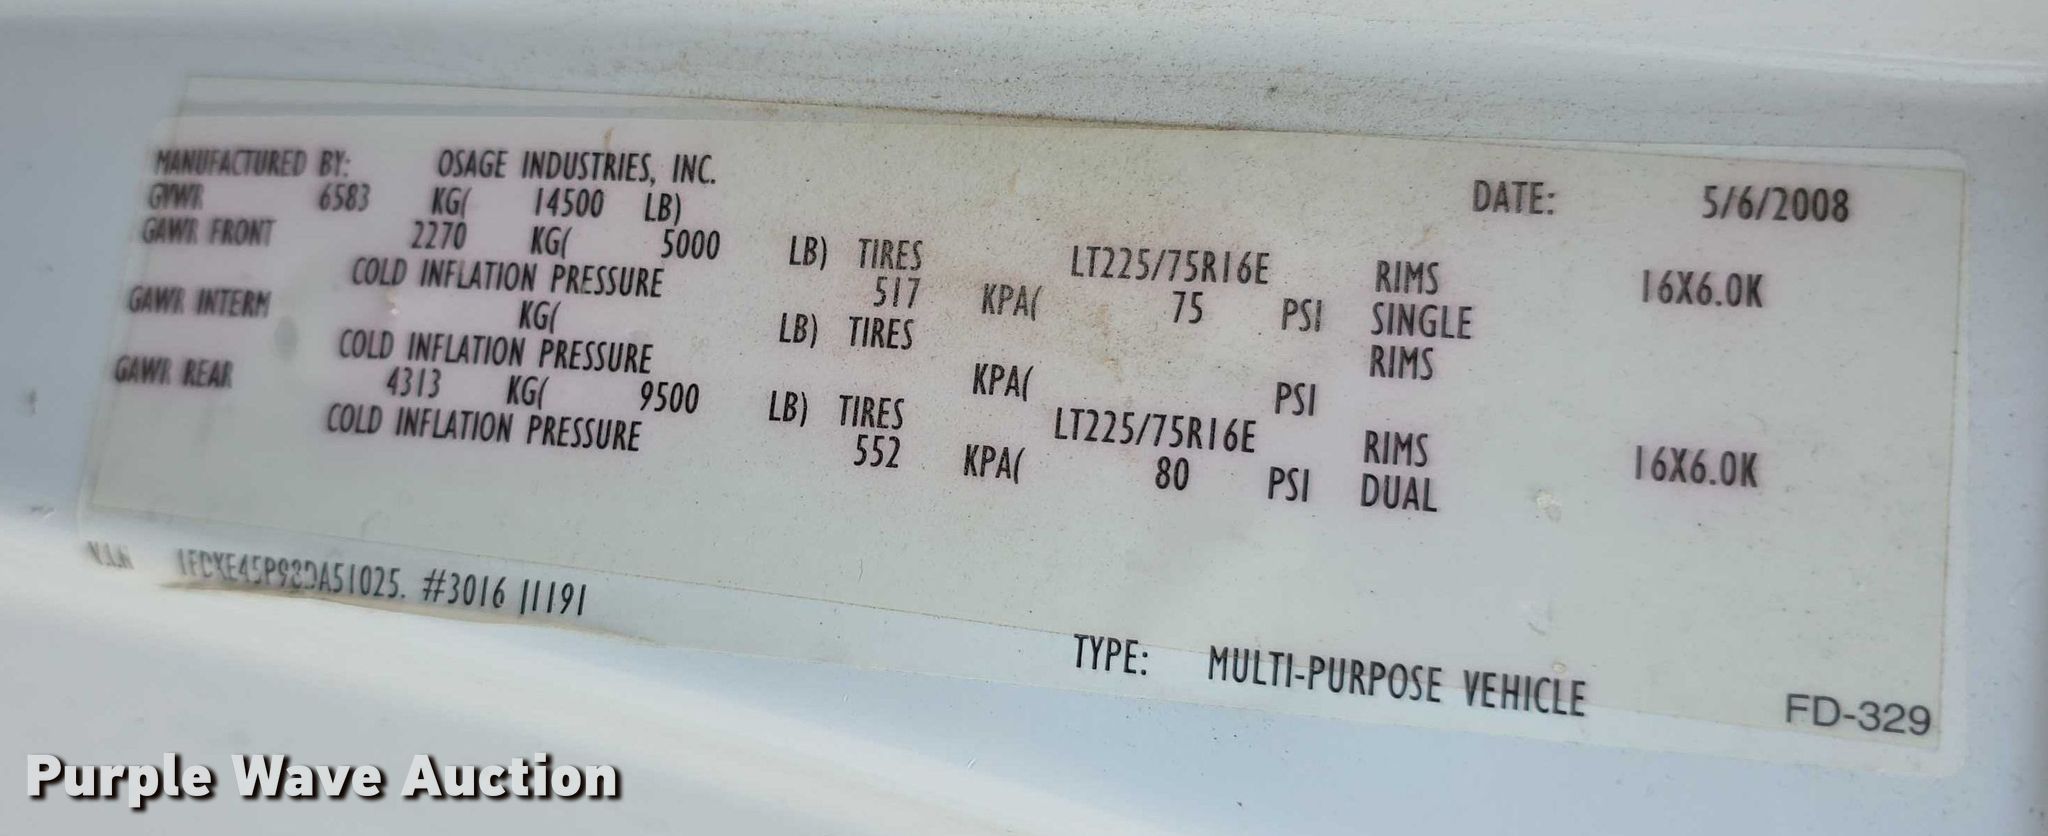 MANUFACTURED BY: OSAGE INDUSTRIES, INC. DATE: 5/6/2008
GVWR 6583 KG( 14500 LB)
GAWR FRONT 2270 KG( 5000 LB) TIRES LT225/75R16E RIMS 16X6.0K
COLD INFLATION PRESSURE 517 KPA( 75 PSI SINGLE
GAWR INTERM KG( LB) TIRES RIMS
COLD INFLATION PRESSURE KPA( PSI
GAWR REAR 4313 KG( 9500 LB) TIRES LT225/75R16E RIMS 16X6.0K
COLD INFLATION PRESSURE 552 KPA( 80 PSI DUAL
#3016 |1191
TYPE: MULTI-PURPOSE VEHICLE
FD-329
Purple Wave Auction